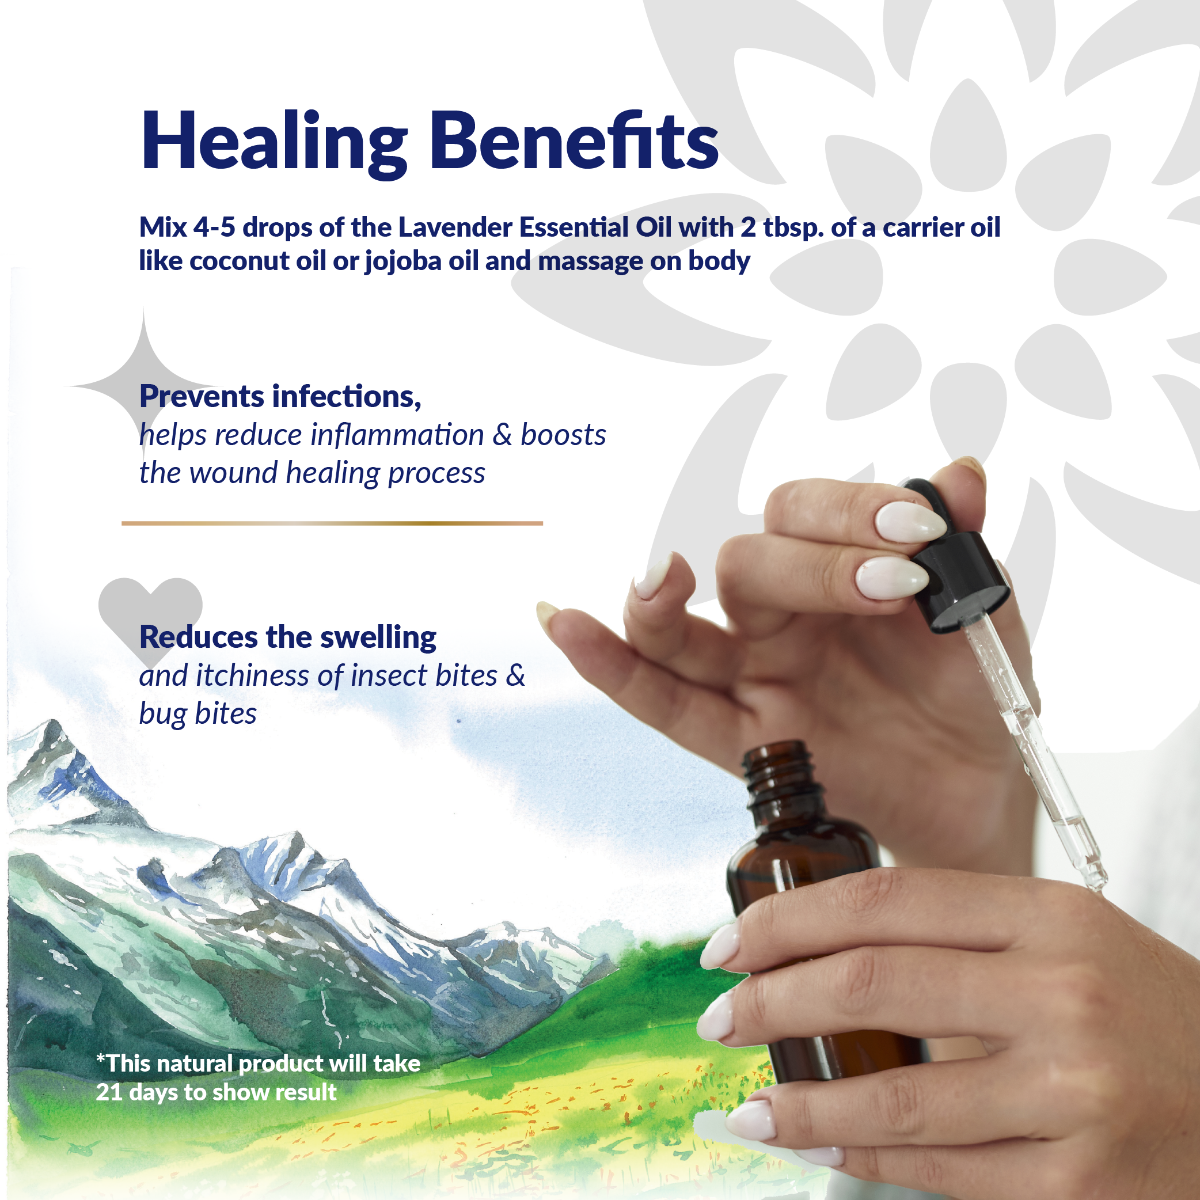 Healing Benefits
Mix 4-5 drops of the Lavender Essential Oil with 2 tbsp. of a carrier oil
like coconut oil or jojoba oil and massage on body
Prevents infections,
helps reduce inflammation & boosts
the wound healing process
Reduces the swelling
and itchiness of insect bites &
bug bites
*This natural product will take
21 days to show result